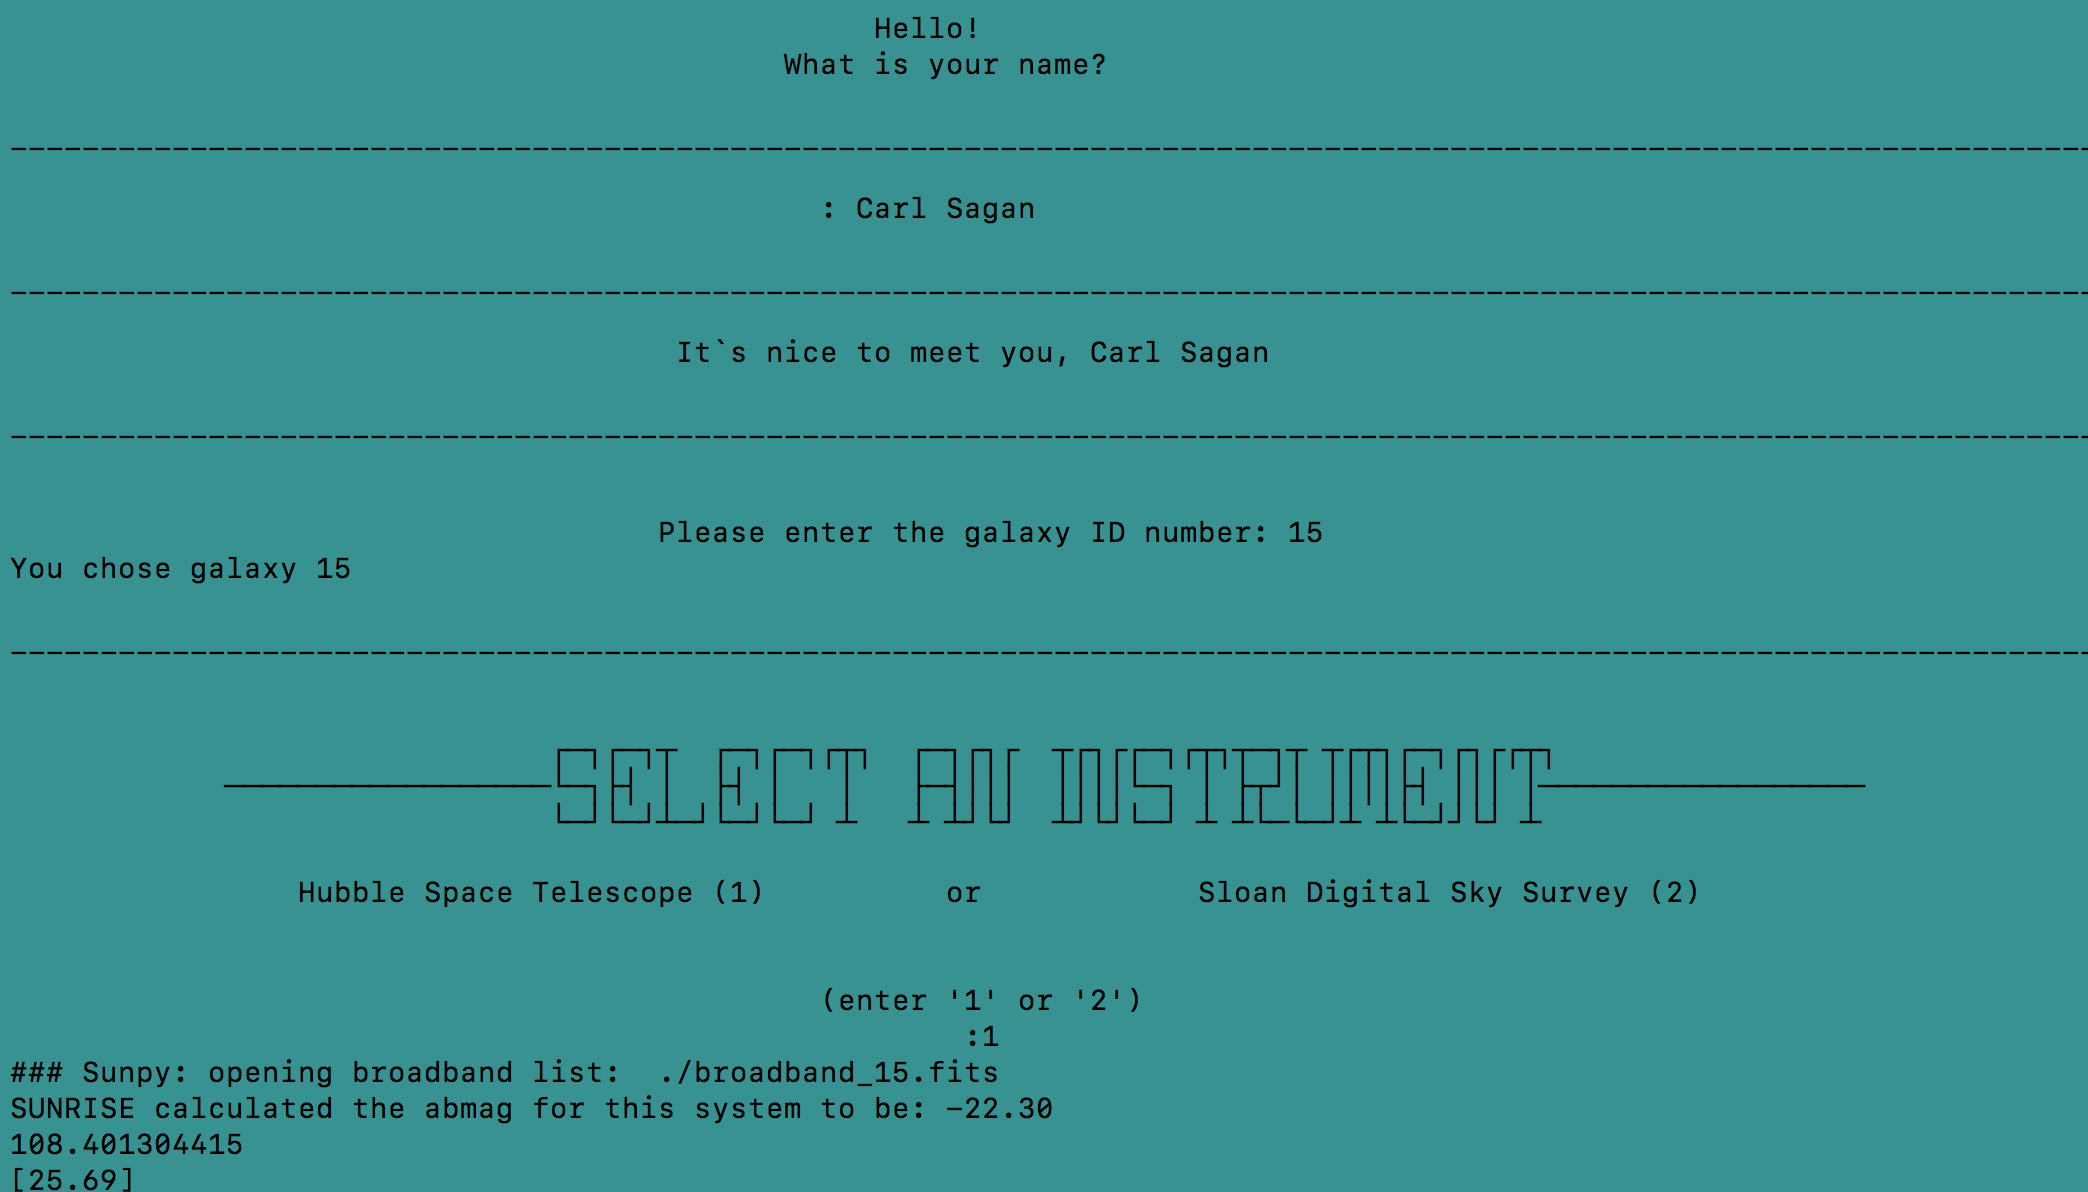 Hello!
What is your name?
: Carl Sagan
It`s nice to meet you, Carl Sagan
Please enter the galaxy ID number: 15
You chose galaxy 15
SELECT AN INSTRUMENT
Hubble Space Telescope (1) or Sloan Digital Sky Survey (2)
(enter '1' or '2')
:1
### Sunpy: opening broadband list:  ./broadband_15.fits
SUNRISE calculated the abmag for this system to be: -22.30
108.401304415
[25.69]